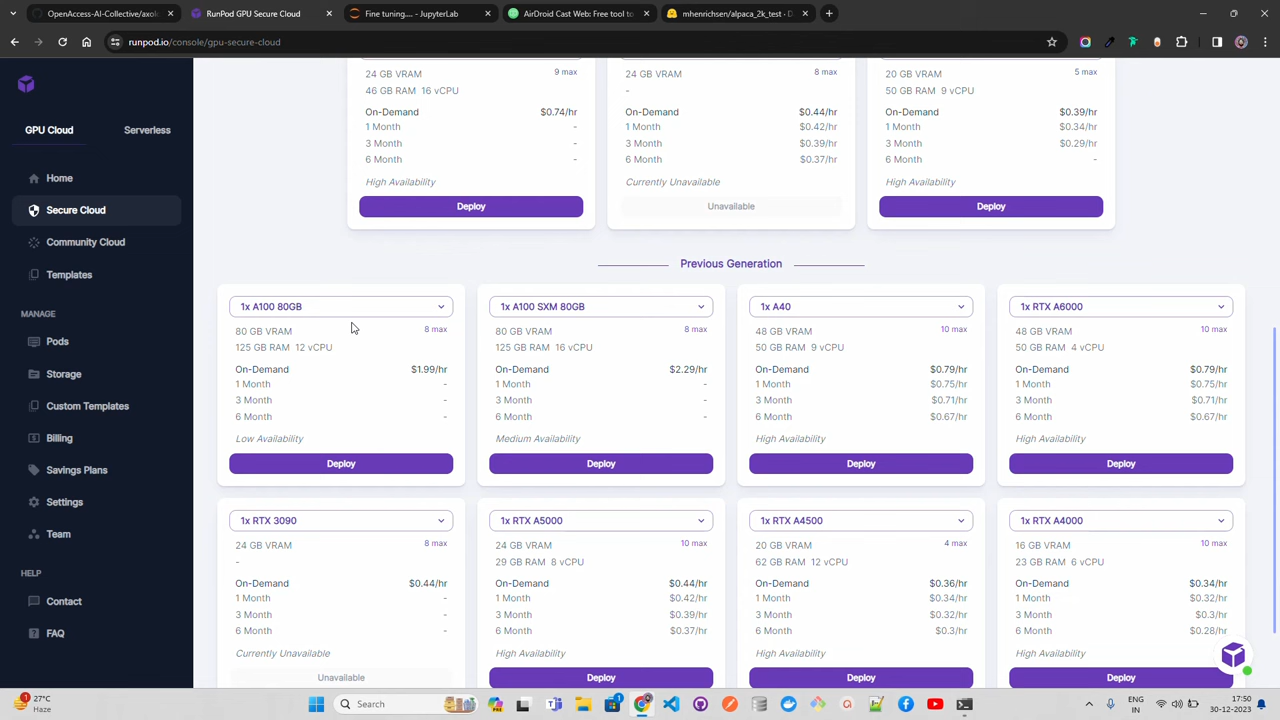 OpenAccess-AI-Collective/axol
RunPod GPU Secure Cloud
Fine tuning.... - JupyterLab
AirDroid Cast Web: Free tool to
mhenrichsen/alpaca_2k_test · D
runpod.io/console/gpu-secure-cloud
GPU Cloud
Serverless
Home
Secure Cloud
Community Cloud
Templates
MANAGE
Pods
Storage
Custom Templates
Billing
Savings Plans
Settings
Team
HELP
Contact
FAQ
24 GB VRAM 9 max
46 GB RAM 16 vCPU
On-Demand $0.74/hr
1 Month -
3 Month -
6 Month -
High Availability
Deploy
24 GB VRAM 8 max
-
On-Demand $0.44/hr
1 Month $0.42/hr
3 Month $0.39/hr
6 Month $0.37/hr
Currently Unavailable
Unavailable
20 GB VRAM 5 max
50 GB RAM 9 vCPU
On-Demand $0.39/hr
1 Month $0.34/hr
3 Month $0.29/hr
6 Month -
High Availability
Deploy
Previous Generation
1x A100 80GB
80 GB VRAM 8 max
125 GB RAM 12 vCPU
On-Demand $1.99/hr
1 Month -
3 Month -
6 Month -
Low Availability
Deploy
1x A100 SXM 80GB
80 GB VRAM 8 max
125 GB RAM 16 vCPU
On-Demand $2.29/hr
1 Month -
3 Month -
6 Month -
Medium Availability
Deploy
1x A40
48 GB VRAM 10 max
50 GB RAM 9 vCPU
On-Demand $0.79/hr
1 Month $0.75/hr
3 Month $0.71/hr
6 Month $0.67/hr
High Availability
Deploy
1x RTX A6000
48 GB VRAM 10 max
50 GB RAM 4 vCPU
On-Demand $0.79/hr
1 Month $0.75/hr
3 Month $0.71/hr
6 Month $0.67/hr
High Availability
Deploy
1x RTX 3090
24 GB VRAM 8 max
-
On-Demand $0.44/hr
1 Month -
3 Month -
6 Month -
Currently Unavailable
Unavailable
1x RTX A5000
24 GB VRAM 10 max
29 GB RAM 8 vCPU
On-Demand $0.44/hr
1 Month $0.42/hr
3 Month $0.39/hr
6 Month $0.37/hr
High Availability
Deploy
1x RTX A4500
20 GB VRAM 4 max
62 GB RAM 12 vCPU
On-Demand $0.36/hr
1 Month $0.34/hr
3 Month $0.32/hr
6 Month $0.3/hr
High Availability
Deploy
1x RTX A4000
16 GB VRAM 10 max
23 GB RAM 6 vCPU
On-Demand $0.34/hr
1 Month $0.32/hr
3 Month $0.3/hr
6 Month $0.28/hr
High Availability
Deploy
1
27°C
Haze
Search
1
ENG
IN
17:50
30-12-2023